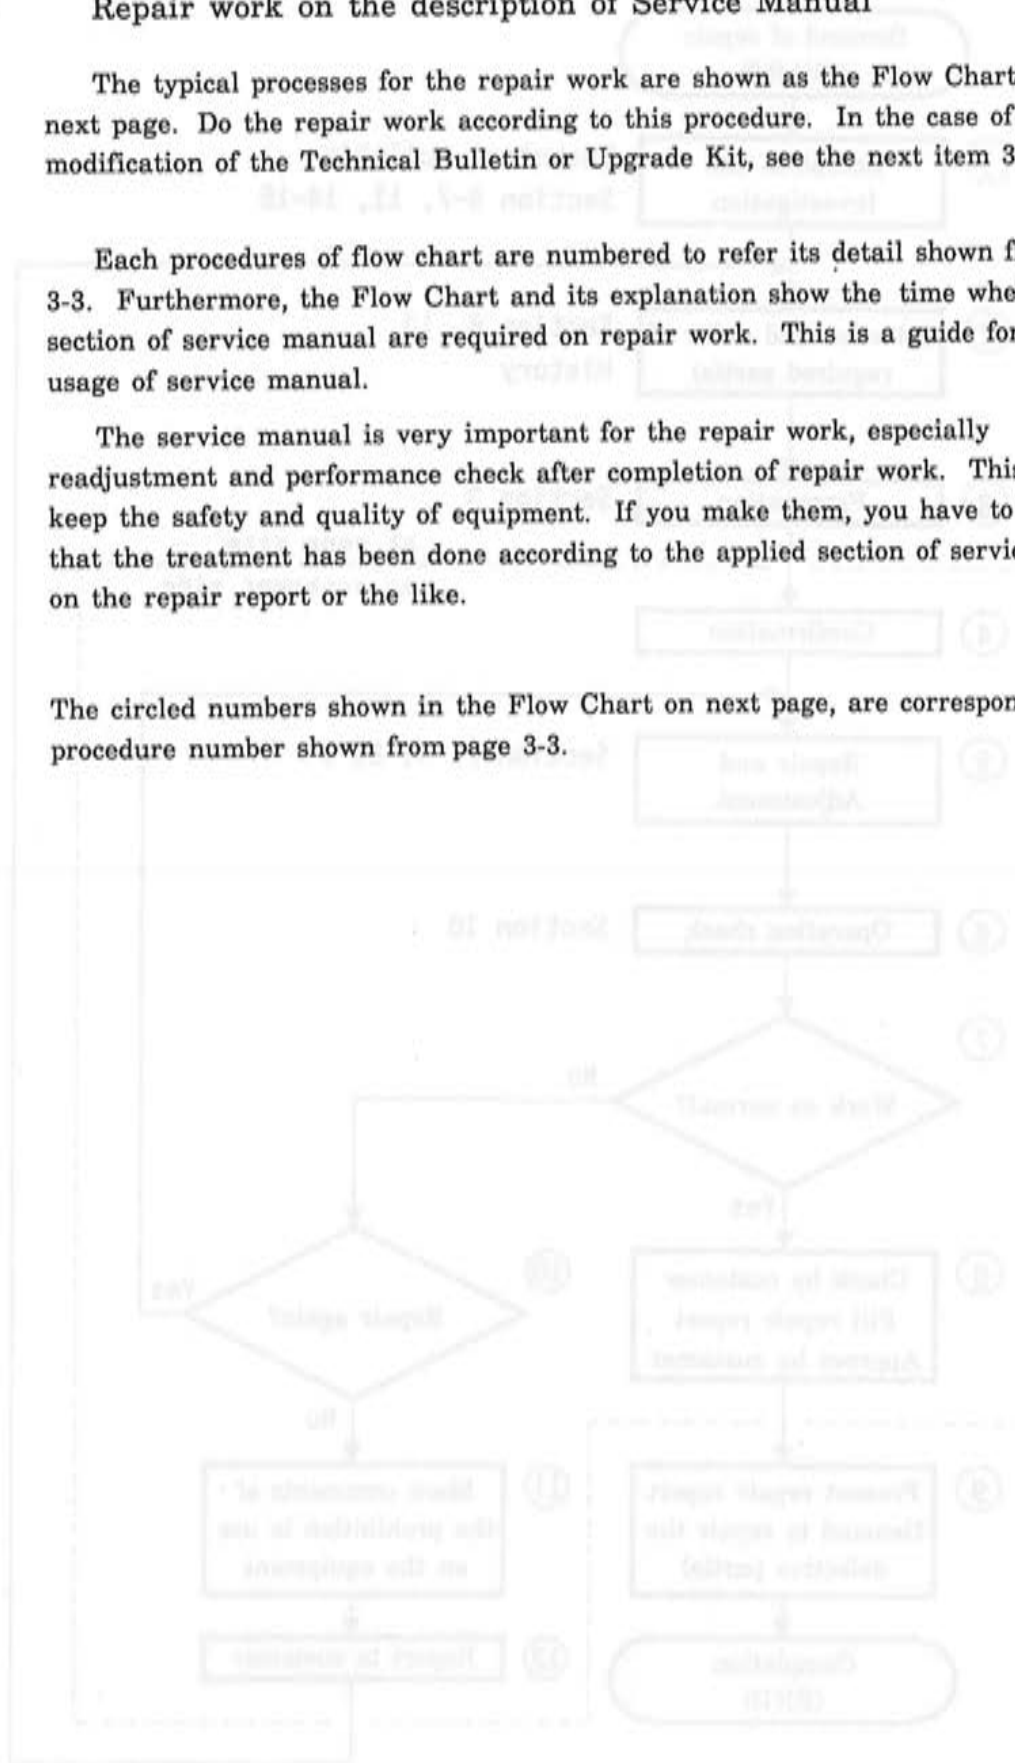 Repair work on the description of Service Manual
The typical processes for the repair work are shown as the Flow Chart
next page. Do the repair work according to this procedure. In the case of
modification of the Technical Bulletin or Upgrade Kit, see the next item 3
Each procedures of flow chart are numbered to refer its detail shown f
3-3. Furthermore, the Flow Chart and its explanation show the time whe
section of service manual are required on repair work. This is a guide for
usage of service manual.
The service manual is very important for the repair work, especially
readjustment and performance check after completion of repair work. This
keep the safety and quality of equipment. If you make them, you have to
that the treatment has been done according to the applied section of servic
on the repair report or the like.
The circled numbers shown in the Flow Chart on next page, are correspon
procedure number shown from page 3-3.